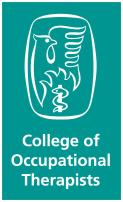 College of
Occupational
Therapists